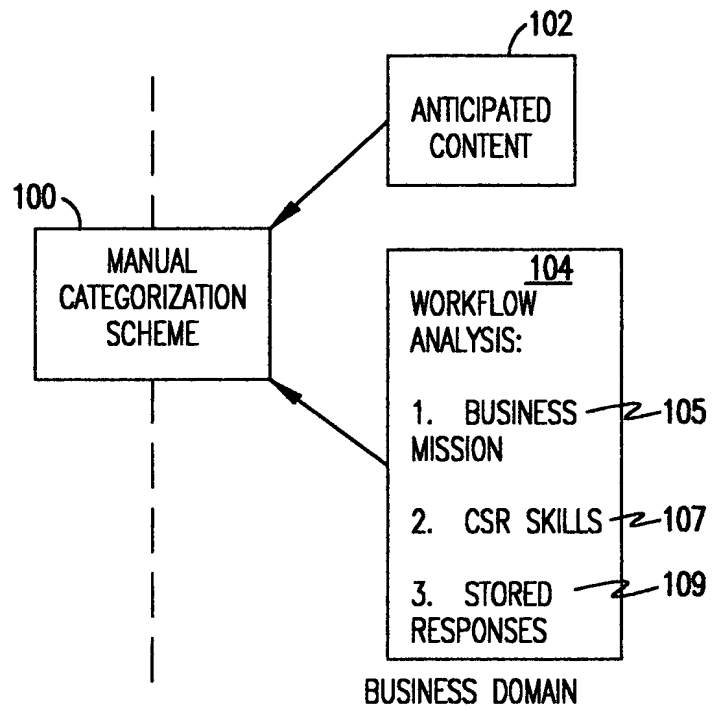 102
ANTICIPATED
CONTENT
100
MANUAL
CATEGORIZATION
SCHEME
104
WORKFLOW
ANALYSIS:
1. BUSINESS
MISSION
105
2. CSR SKILLS
107
3. STORED
RESPONSES
109
BUSINESS DOMAIN